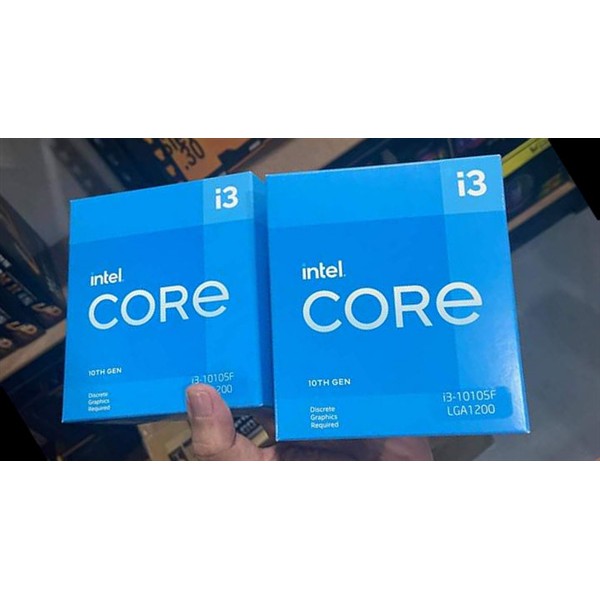 .30
i3
intel.
CORE
10TH GEN
i3-10105F
Discrete
Graphics
Required
i3
intel.
CORE
10TH GEN
i3-10105F
LGA1200
Discrete
Graphics
Required